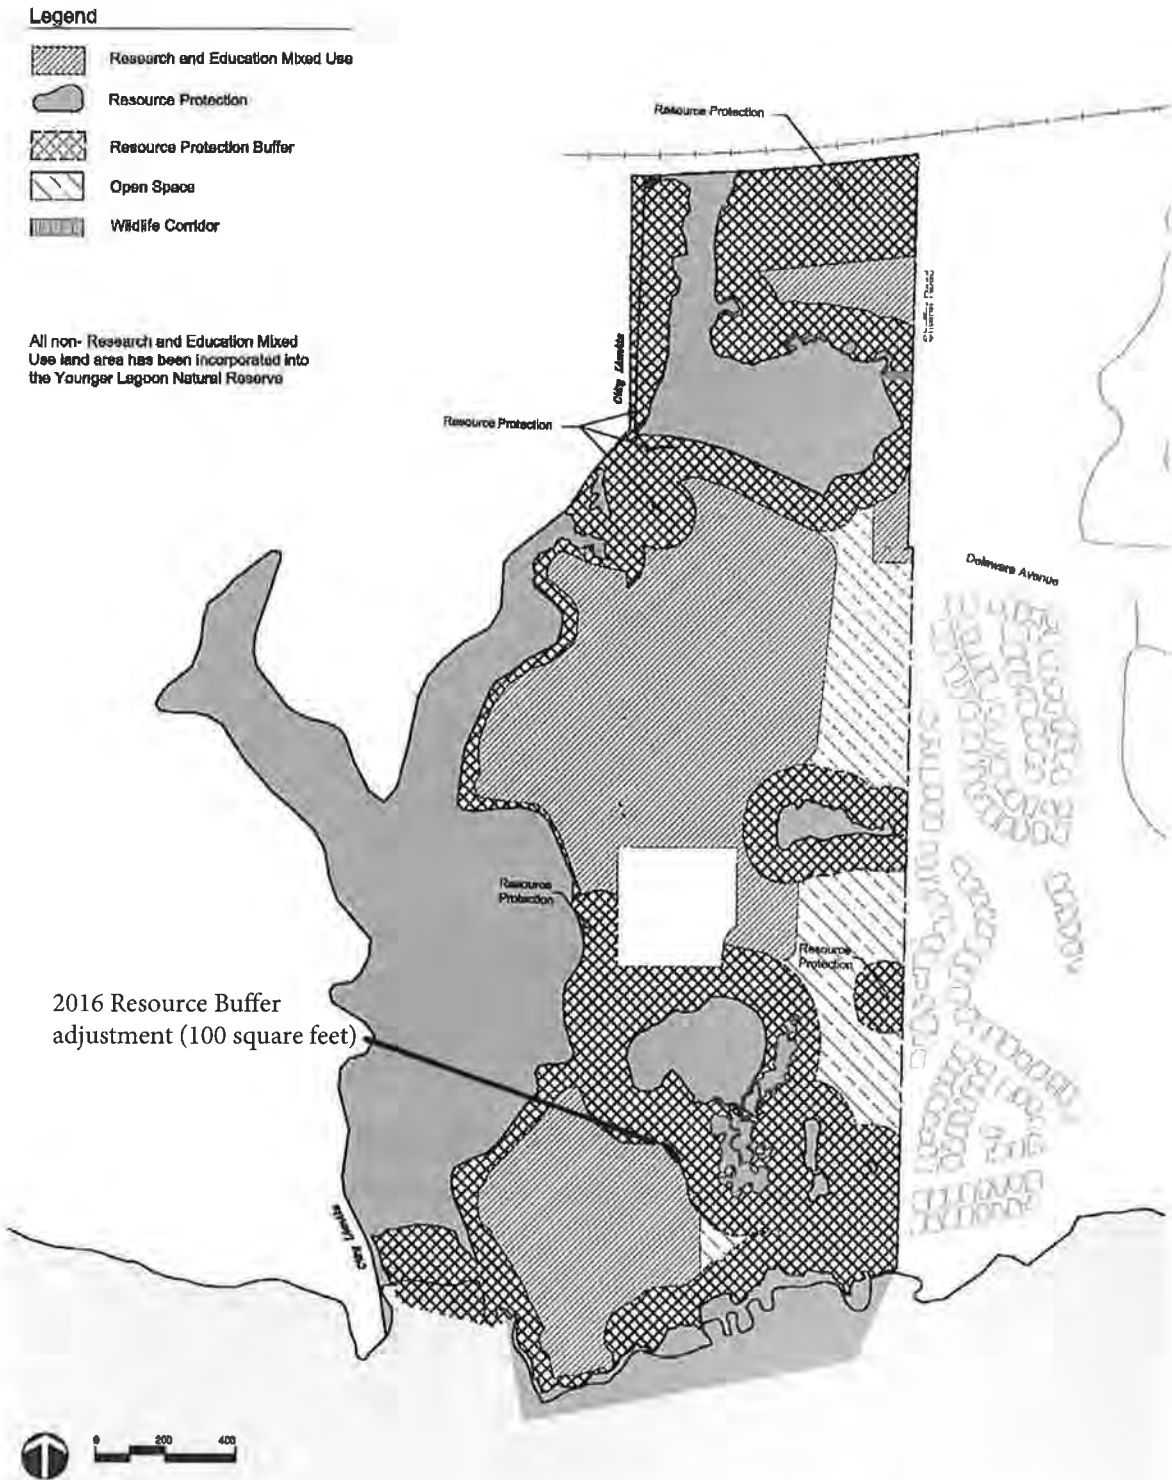 Legend
Research and Education Mixed Use
Resource Protection
Resource Protection Buffer
Open Space
Wildlife Corridor
All non- Research and Education Mixed
Use land area has been incorporated into
the Younger Lagoon Natural Reserve
Resource Protection
City Limits
Resource Protection
Delaware Avenue
Resource
Protection
Resource
Protection
2016 Resource Buffer
adjustment (100 square feet)
City Limits
0 200 400